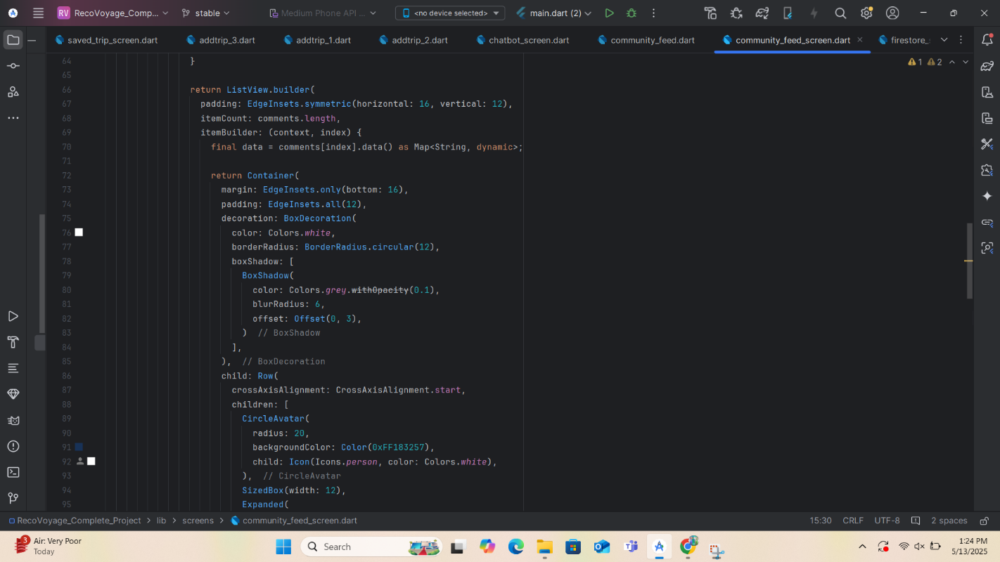 RV RecoVoyage_Comp... stable Medium Phone API ... <no device selected> main.dart (2)
saved_trip_screen.dart addtrip_3.dart addtrip_1.dart addtrip_2.dart chatbot_screen.dart community_feed.dart community_feed_screen.dart firestore_
1 2
64 }
65
66 return ListView.builder(
67 padding: EdgeInsets.symmetric(horizontal: 16, vertical: 12),
68 itemCount: comments.length,
69 itemBuilder: (context, index) {
70 final data = comments[index].data() as Map<String, dynamic>;
71
72 return Container(
73 margin: EdgeInsets.only(bottom: 16),
74 padding: EdgeInsets.all(12),
75 decoration: BoxDecoration(
76 color: Colors.white,
77 borderRadius: BorderRadius.circular(12),
78 boxShadow: [
79 BoxShadow(
80 color: Colors.grey.withOpacity(0.1),
81 blurRadius: 6,
82 offset: Offset(0, 3),
83 ) // BoxShadow
84 ],
85 ), // BoxDecoration
86 child: Row(
87 crossAxisAlignment: CrossAxisAlignment.start,
88 children: [
89 CircleAvatar(
90 radius: 20,
91 backgroundColor: Color(0xFF183257),
92 child: Icon(Icons.person, color: Colors.white),
93 ), // CircleAvatar
94 SizedBox(width: 12),
95 Expanded(
RecoVoyage_Complete_Project > lib > screens > community_feed_screen.dart 15:30 CRLF UTF-8 2 spaces
3 Air: Very Poor
Today
Search
1:24 PM
5/13/2025